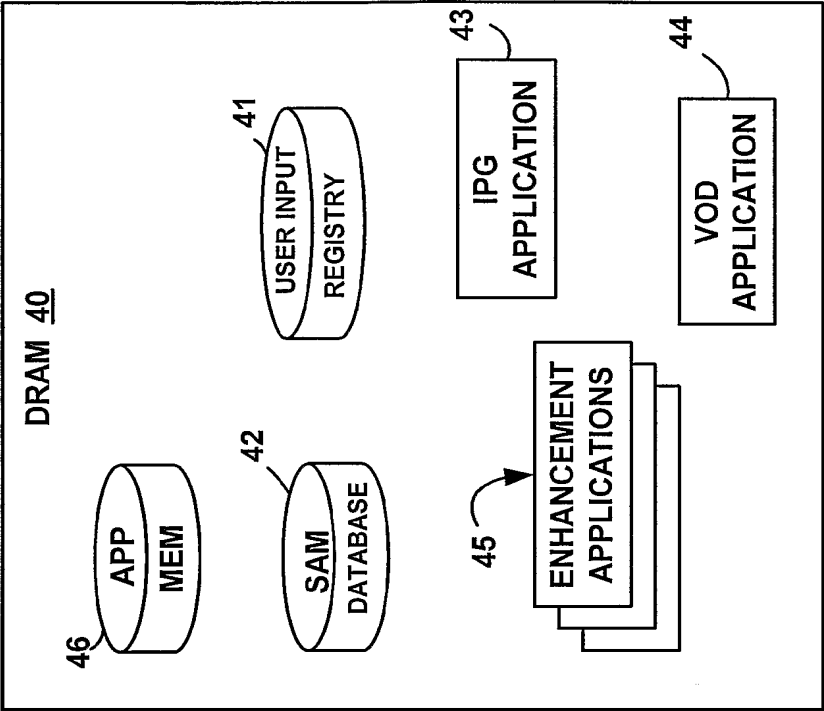 DRAM 40
46
APP
MEM
41
USER INPUT
REGISTRY
42
SAM
DATABASE
43
IPG
APPLICATION
45
ENHANCEMENT
APPLICATIONS
44
VOD
APPLICATION